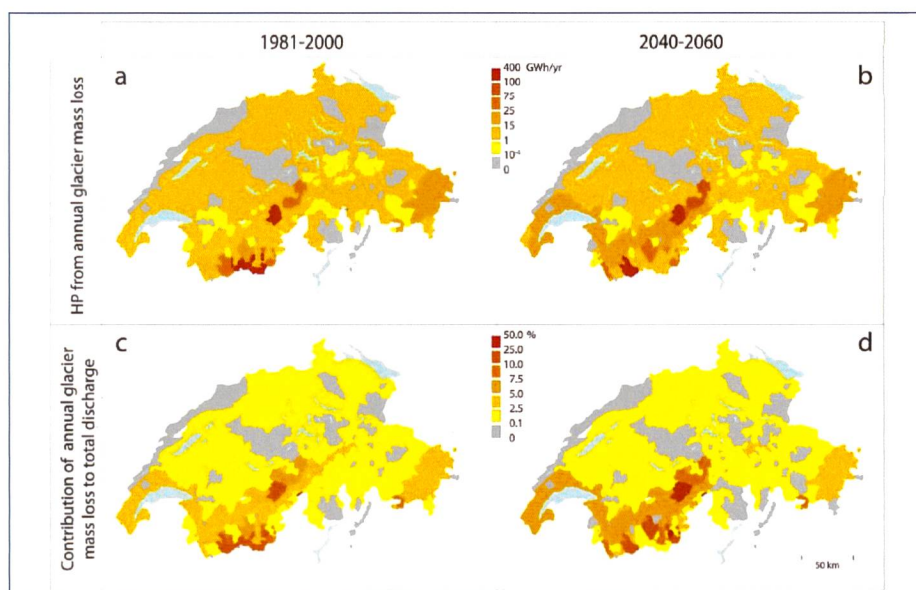 1981-2000
2040-2060
HP from annual glacier mass loss
a
400 GWh/yr
100
75
25
15
1
10⁻⁴
0
b
Contribution of annual glacier
mass loss to total discharge
c
50.0 %
25.0
10.0
7.5
5.0
2.5
0.1
0
d
50 km